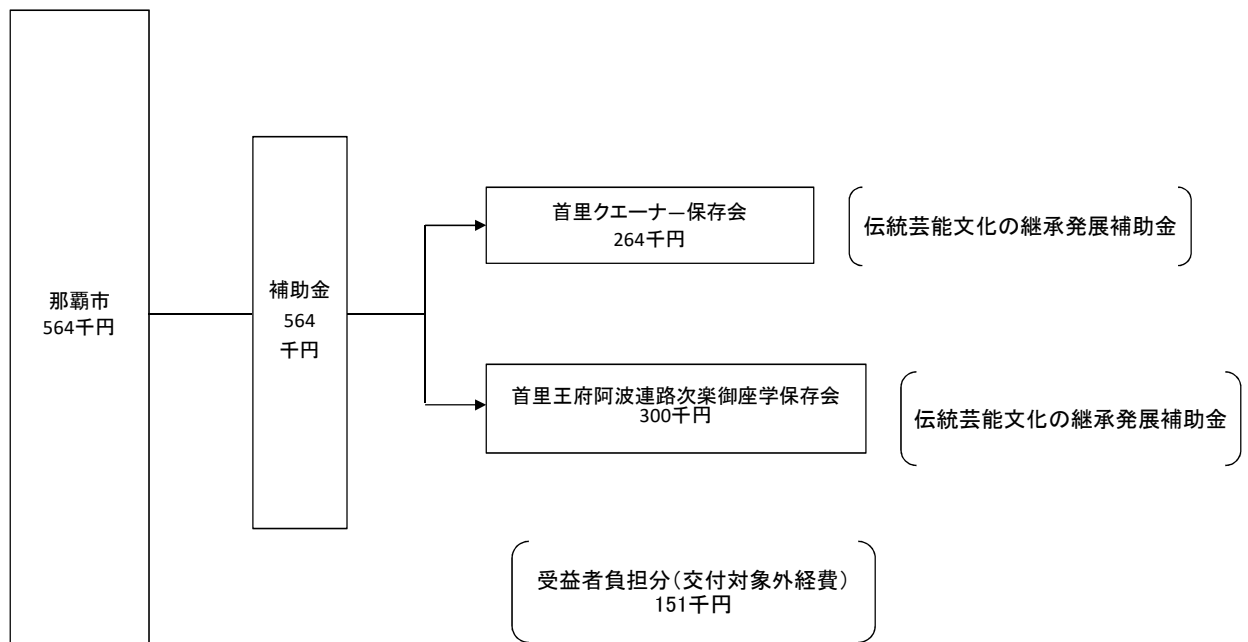 那覇市
564千円
補助金
564
千円
首里クエーナー保存会
264千円
伝統芸能文化の継承発展補助金
首里王府阿波連路次楽御座学保存会
300千円
伝統芸能文化の継承発展補助金
受益者負担分（交付対象外経費）
151千円